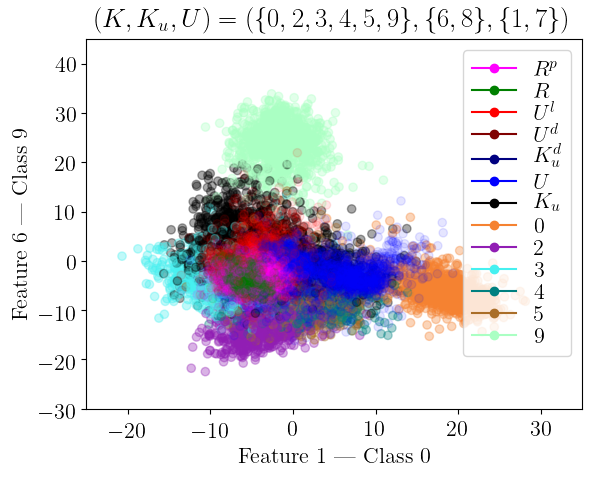 (K, K_u, U) = ({0, 2, 3, 4, 5, 9}, {6, 8}, {1, 7})
40
30
20
10
0
−10
−20
−30
Feature 6 — Class 9
R^p
R
U^l
U^d
K_u^d
U
K_u
0
2
3
4
5
9
−20
−10
0
10
20
30
Feature 1 — Class 0